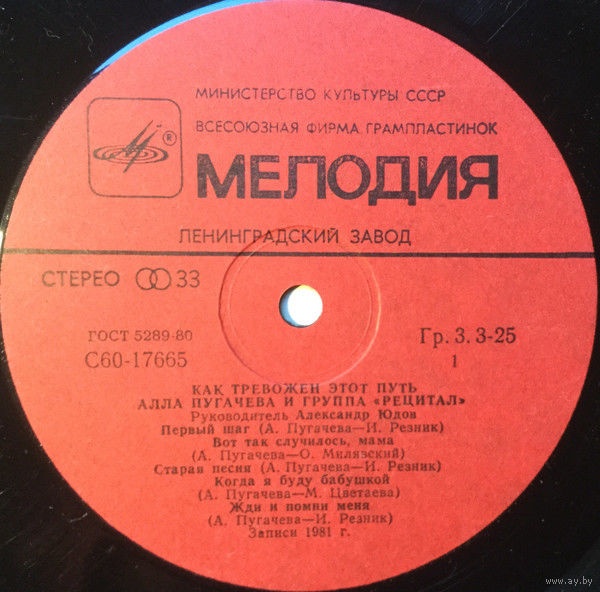 МИНИСТЕРСТВО КУЛЬТУРЫ СССР
ВСЕСОЮЗНАЯ ФИРМА ГРАМПЛАСТИНОК
®
МЕЛОДИЯ
ЛЕНИНГРАДСКИЙ ЗАВОД
СТЕРЕО 33
ГОСТ 5289-80
Гр. 3. 3-25
С60-17665
1
КАК ТРЕВОЖЕН ЭТОТ ПУТЬ
АЛЛА ПУГАЧЕВА И ГРУППА «РЕЦИТАЛ»
Руководитель Александр Юдов
Первый шаг (А. Пугачева—И. Резник)
Вот так случилось, мама
(А. Пугачева—О. Милявский)
Старая песня (А. Пугачева—И. Резник)
Когда я буду бабушкой
(А. Пугачева—М. Цветаева)
Жди и помни меня
(А. Пугачева—И. Резник)
Записи 1981 г.
www.ay.by